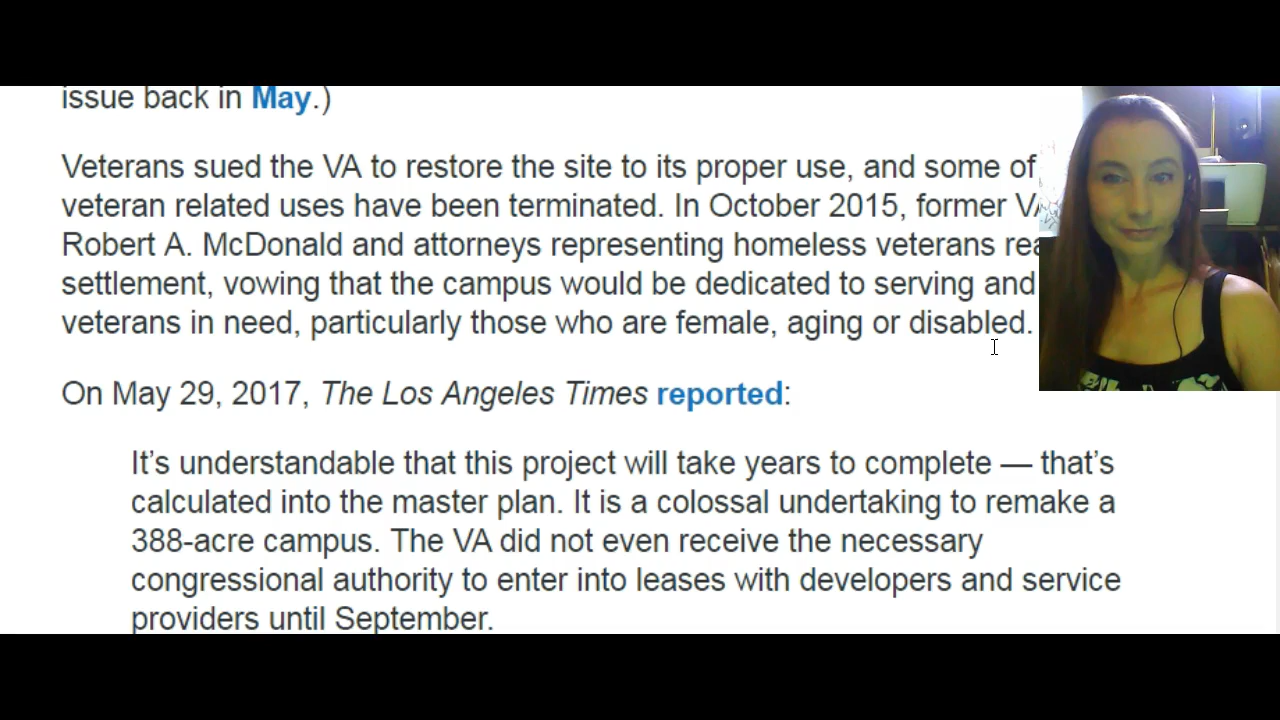 issue back in May.)
Veterans sued the VA to restore the site to its proper use, and some of
veteran related uses have been terminated. In October 2015, former
Robert A. McDonald and attorneys representing homeless veterans
settlement, vowing that the campus would be dedicated to serving and
veterans in need, particularly those who are female, aging or disabled.
On May 29, 2017, The Los Angeles Times reported:
It’s understandable that this project will take years to complete — that’s
calculated into the master plan. It is a colossal undertaking to remake a
388-acre campus. The VA did not even receive the necessary
congressional authority to enter into leases with developers and service
providers until September.